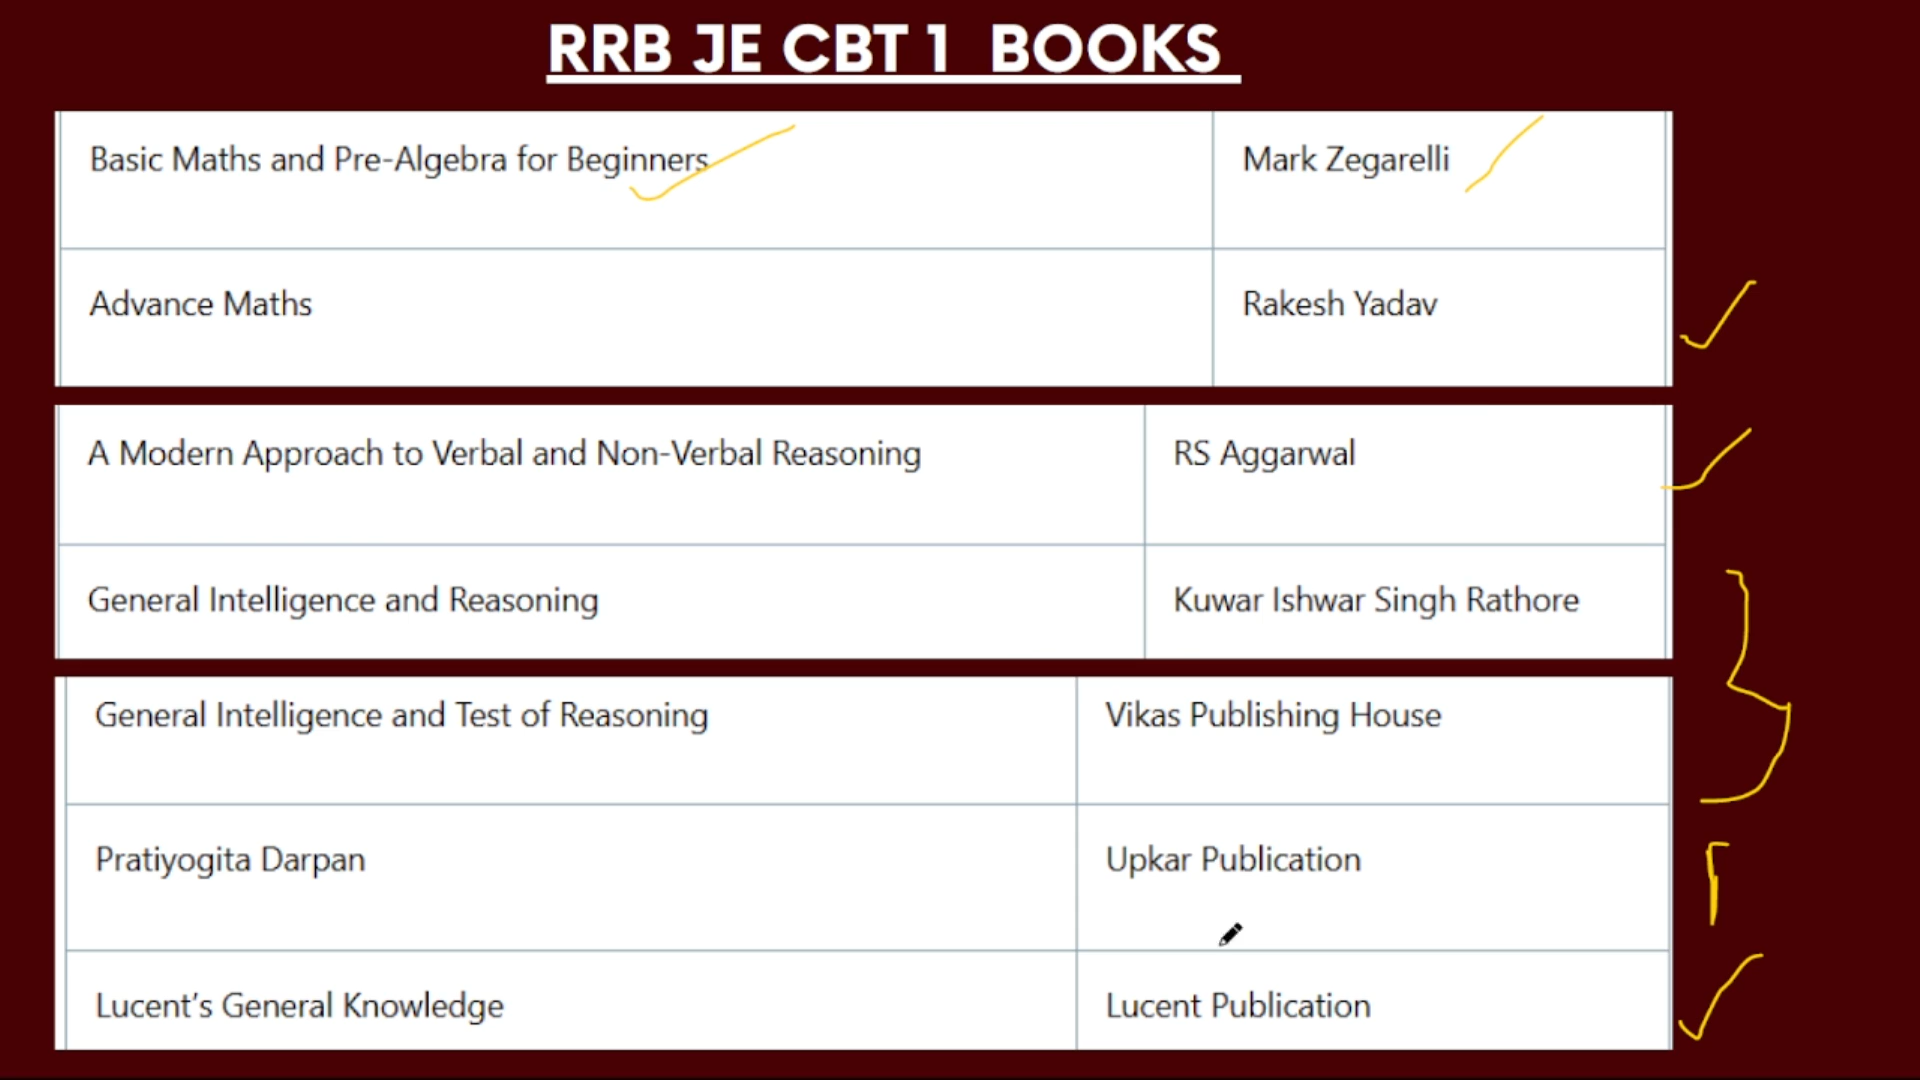 RRB JE CBT 1 BOOKS
Basic Maths and Pre-Algebra for Beginners Mark Zegarelli
Advance Maths Rakesh Yadav
A Modern Approach to Verbal and Non-Verbal Reasoning RS Aggarwal
General Intelligence and Reasoning Kuwar Ishwar Singh Rathore
General Intelligence and Test of Reasoning Vikas Publishing House
Pratiyogita Darpan Upkar Publication
Lucent’s General Knowledge Lucent Publication